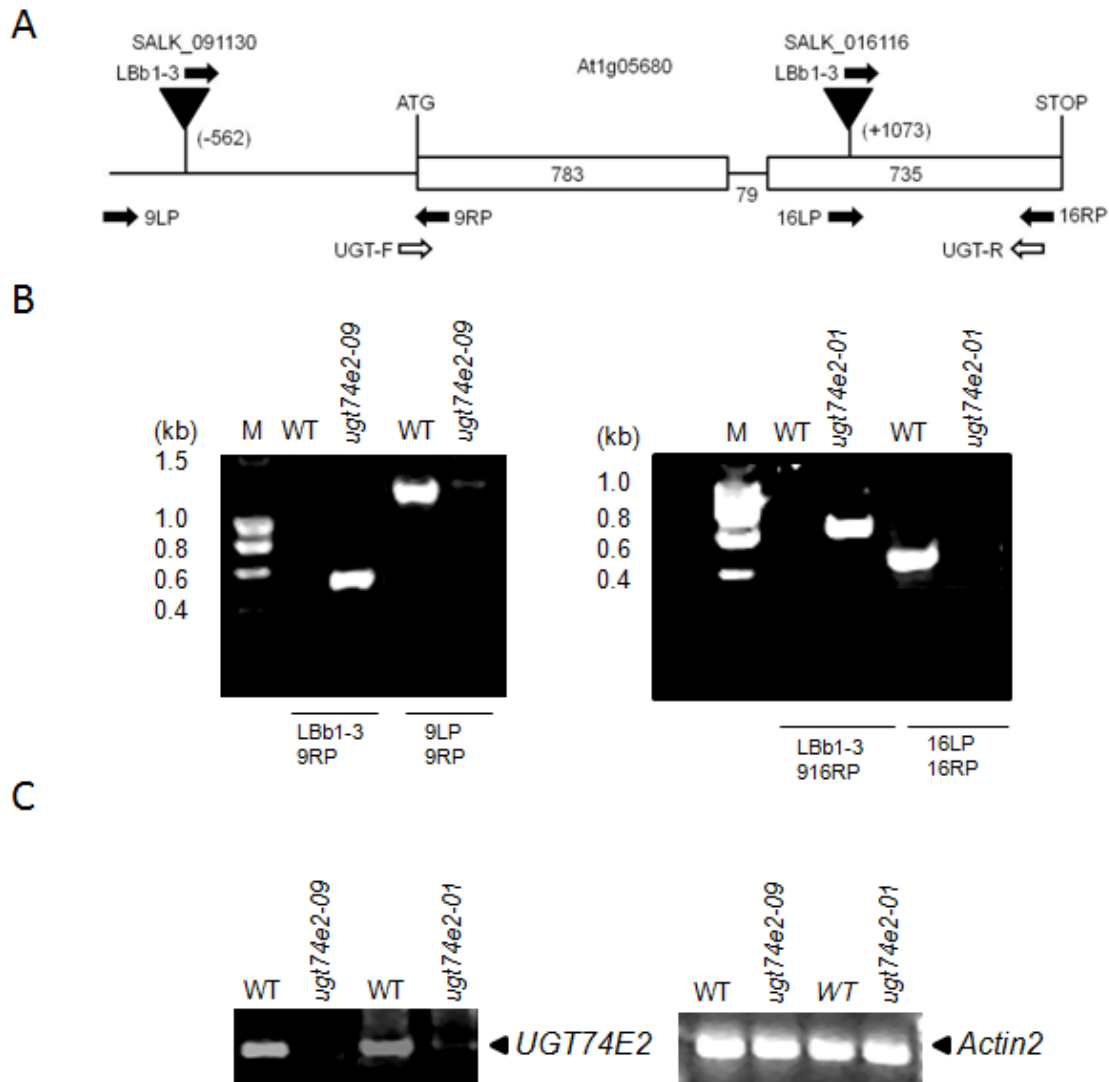 A
SALK_091130
SALK_016116
LBb1-3
At1g05680
LBb1-3
ATG
STOP
(-562)
(+1073)
783
79
735
9LP
9RP
16LP
16RP
UGT-F
UGT-R
B
ugt74e2-09
ugt74e2-09
(kb) M WT WT
1.5
1.0
0.8
0.6
0.4
LBb1-3
9RP
9LP
9RP
ugt74e2-01
ugt74e2-01
(kb) M WT WT
1.0
0.8
0.6
0.4
LBb1-3
916RP
16LP
16RP
C
WT
ugt74e2-09
WT
ugt74e2-01
UGT74E2
WT
ugt74e2-09
WT
ugt74e2-01
Actin2